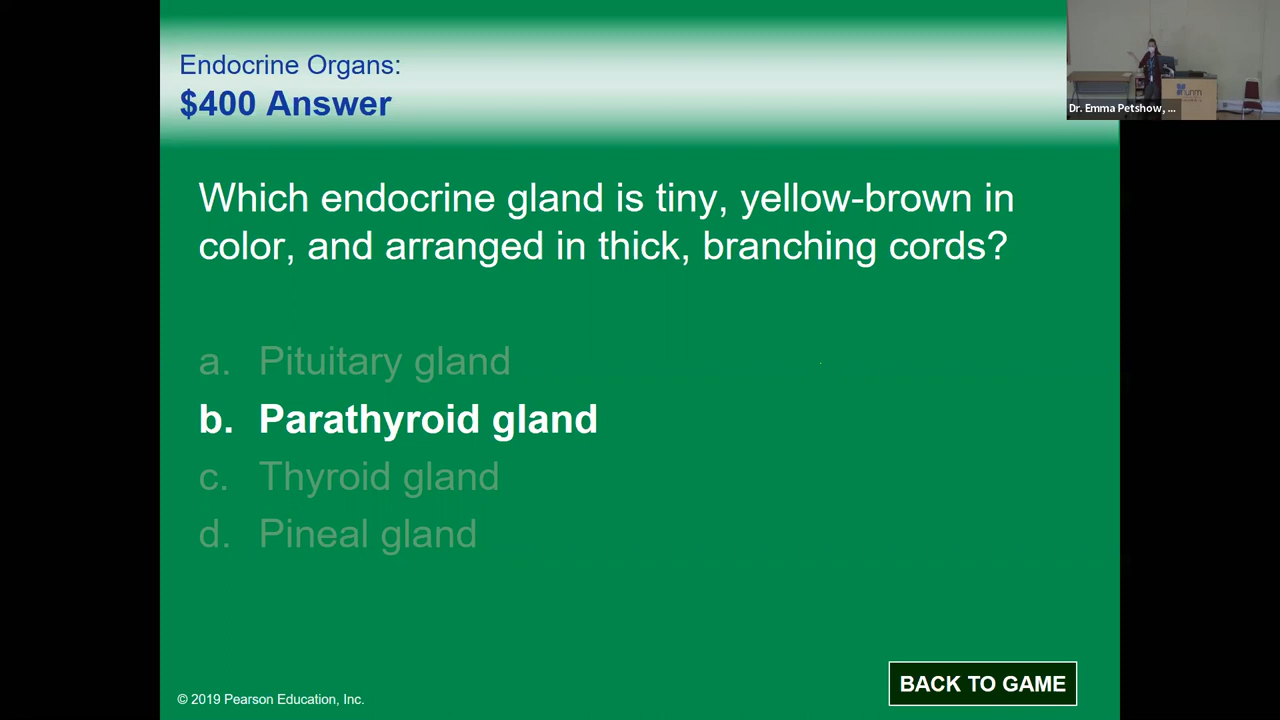 Endocrine Organs:
$400 Answer
Dr. Emma Petshow, ...
Which endocrine gland is tiny, yellow-brown in
color, and arranged in thick, branching cords?
a. Pituitary gland
b. Parathyroid gland
c. Thyroid gland
d. Pineal gland
BACK TO GAME
© 2019 Pearson Education, Inc.